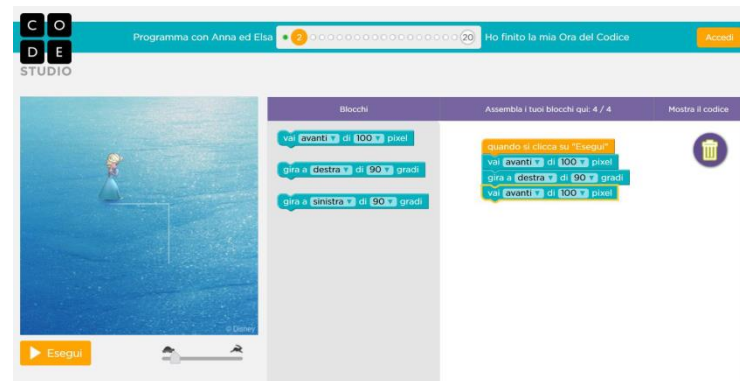 CODE
STUDIO
Programma con Anna ed Elsa
2
20
Ho finito la mia Ora del Codice
Accedi
Blocchi
Assembla i tuoi blocchi qui: 4 / 4
Mostra il codice
vai avanti di 100 pixel
gira a destra di 90 gradi
gira a sinistra di 90 gradi
quando si clicca su "Esegui"
vai avanti di 100 pixel
gira a destra di 90 gradi
vai avanti di 100 pixel
© Disney
Esegui